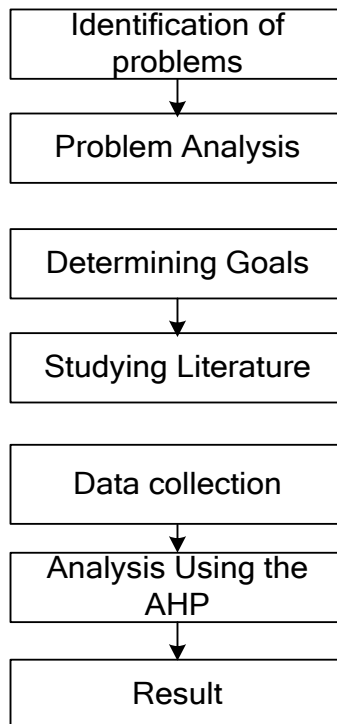 Identification of
problems
Problem Analysis
Determining Goals
Studying Literature
Data collection
Analysis Using the
AHP
Result